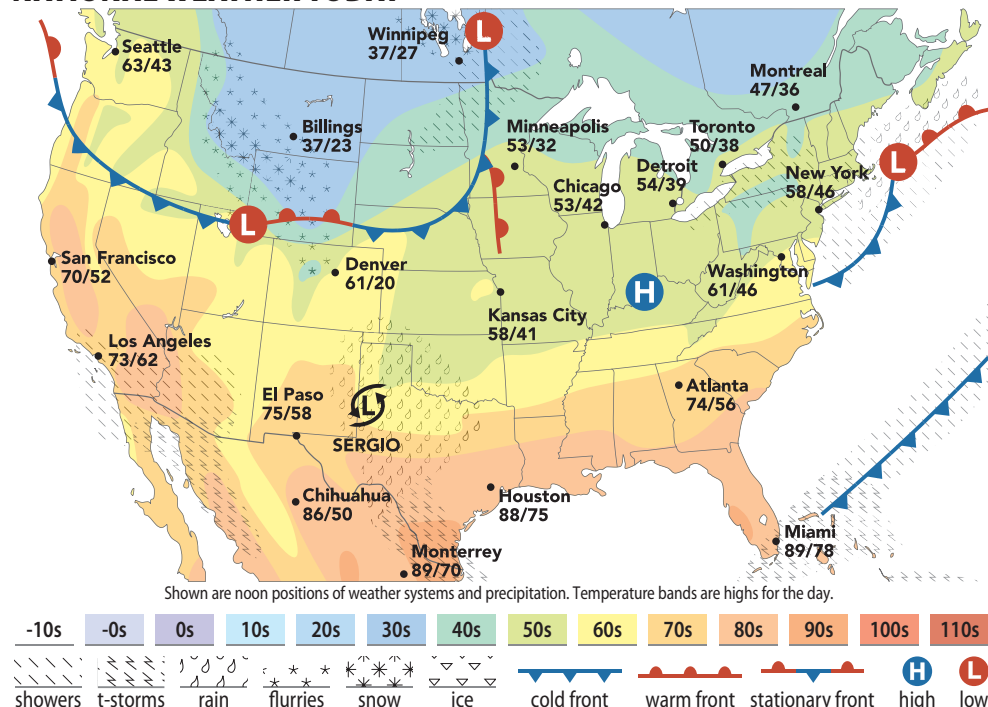 NATIONAL WEATHER TODAY
Winnipeg
37/27
L
Seattle
63/43
Montreal
47/36
Billings
37/23
Minneapolis
53/32
Toronto
50/38
Detroit
54/39
L
Chicago
53/42
New York
58/46
L
San Francisco
70/52
Denver
61/20
Washington
61/46
H
Kansas City
58/41
Los Angeles
73/62
El Paso
75/58
L
SERGIO
Atlanta
74/56
Chihuahua
86/50
Houston
88/75
Miami
89/78
Monterrey
89/70
Shown are noon positions of weather systems and precipitation. Temperature bands are highs for the day.
-10s -0s 0s 10s 20s 30s 40s 50s 60s 70s 80s 90s 100s 110s
H L
showers t-storms rain flurries snow ice cold front warm front stationary front high low